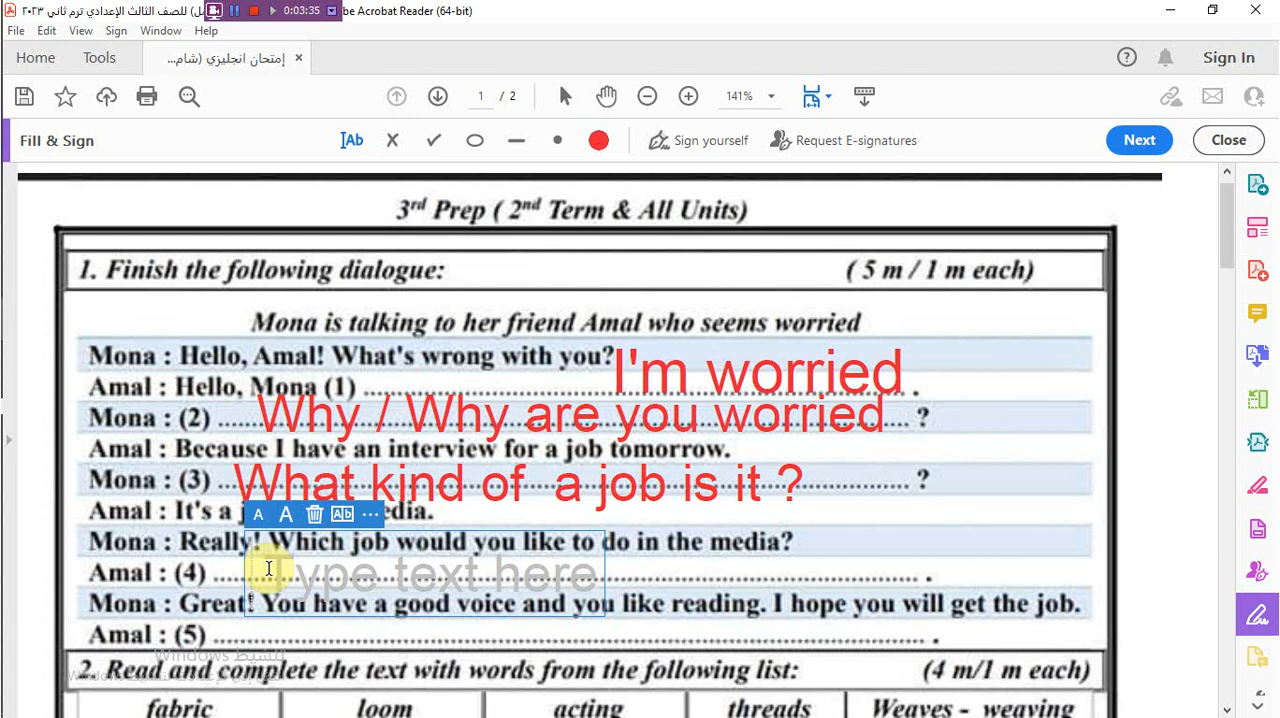 (شامل) للصف الثالث الإعدادي ترم ثاني ٢٠٢٣ be Acrobat Reader (64-bit)
0:03:35
File Edit View Sign Window Help
Home Tools إمتحان انجليزي (شام... ×
Sign In
1 / 2 141%
Fill & Sign Ab Sign yourself Request E-signatures Next Close
3rd Prep ( 2nd Term & All Units)
1. Finish the following dialogue: ( 5 m / 1 m each)
Mona is talking to her friend Amal who seems worried
Mona : Hello, Amal! What's wrong with you?
I'm worried
Amal : Hello, Mona (1) ........ .
Why / Why are you worried
Mona : (2) ........ ?
Amal : Because I have an interview for a job tomorrow.
Mona : (3) ........ ?
What kind of a job is it ?
Amal : It's a j edia.
A A Ab ...
Mona : Really! Which job would you like to do in the media?
Type text here
Amal : (4) ........ .
Mona : Great! You have a good voice and you like reading. I hope you will get the job.
Amal : (5) ........ .
2. Read and complete the text with words from the following list: (4 m/1 m each)
fabric loom acting threads Weaves - weaving